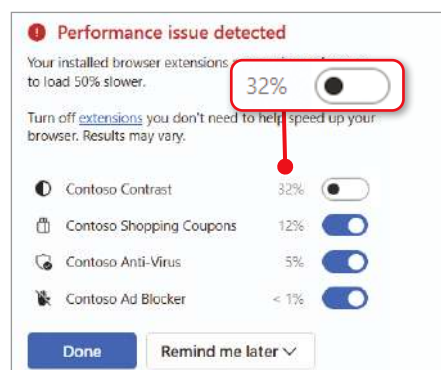 Performance issue detected
Your installed browser extensions
to load 50% slower.
32%
Turn off extensions you don't need to help speed up your
browser. Results may vary.
Contoso Contrast 32%
Contoso Shopping Coupons 12%
Contoso Anti-Virus 5%
Contoso Ad Blocker < 1%
Done Remind me later